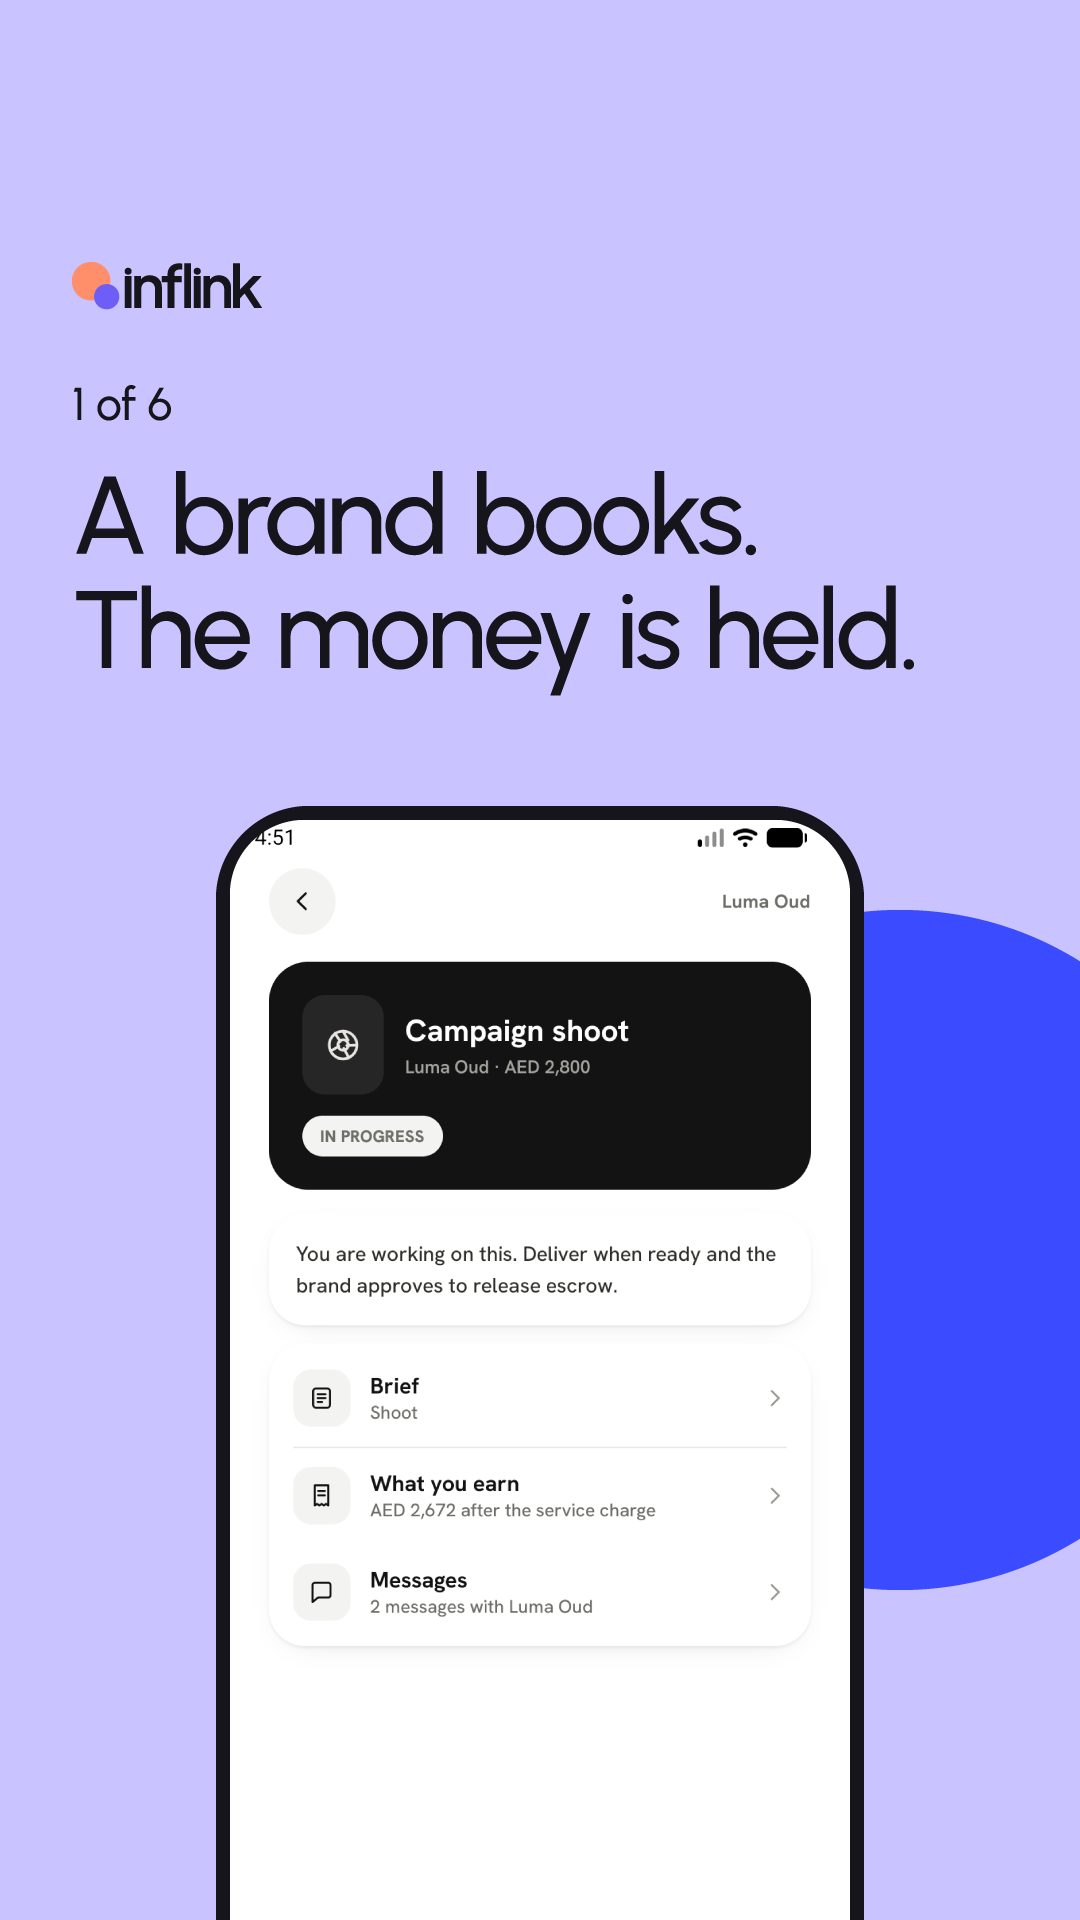 inflink
1 of 6
A brand books.
The money is held.
4:51
Luma Oud
Campaign shoot
Luma Oud · AED 2,800
IN PROGRESS
You are working on this. Deliver when ready and the
brand approves to release escrow.
Brief
Shoot
What you earn
AED 2,672 after the service charge
Messages
2 messages with Luma Oud